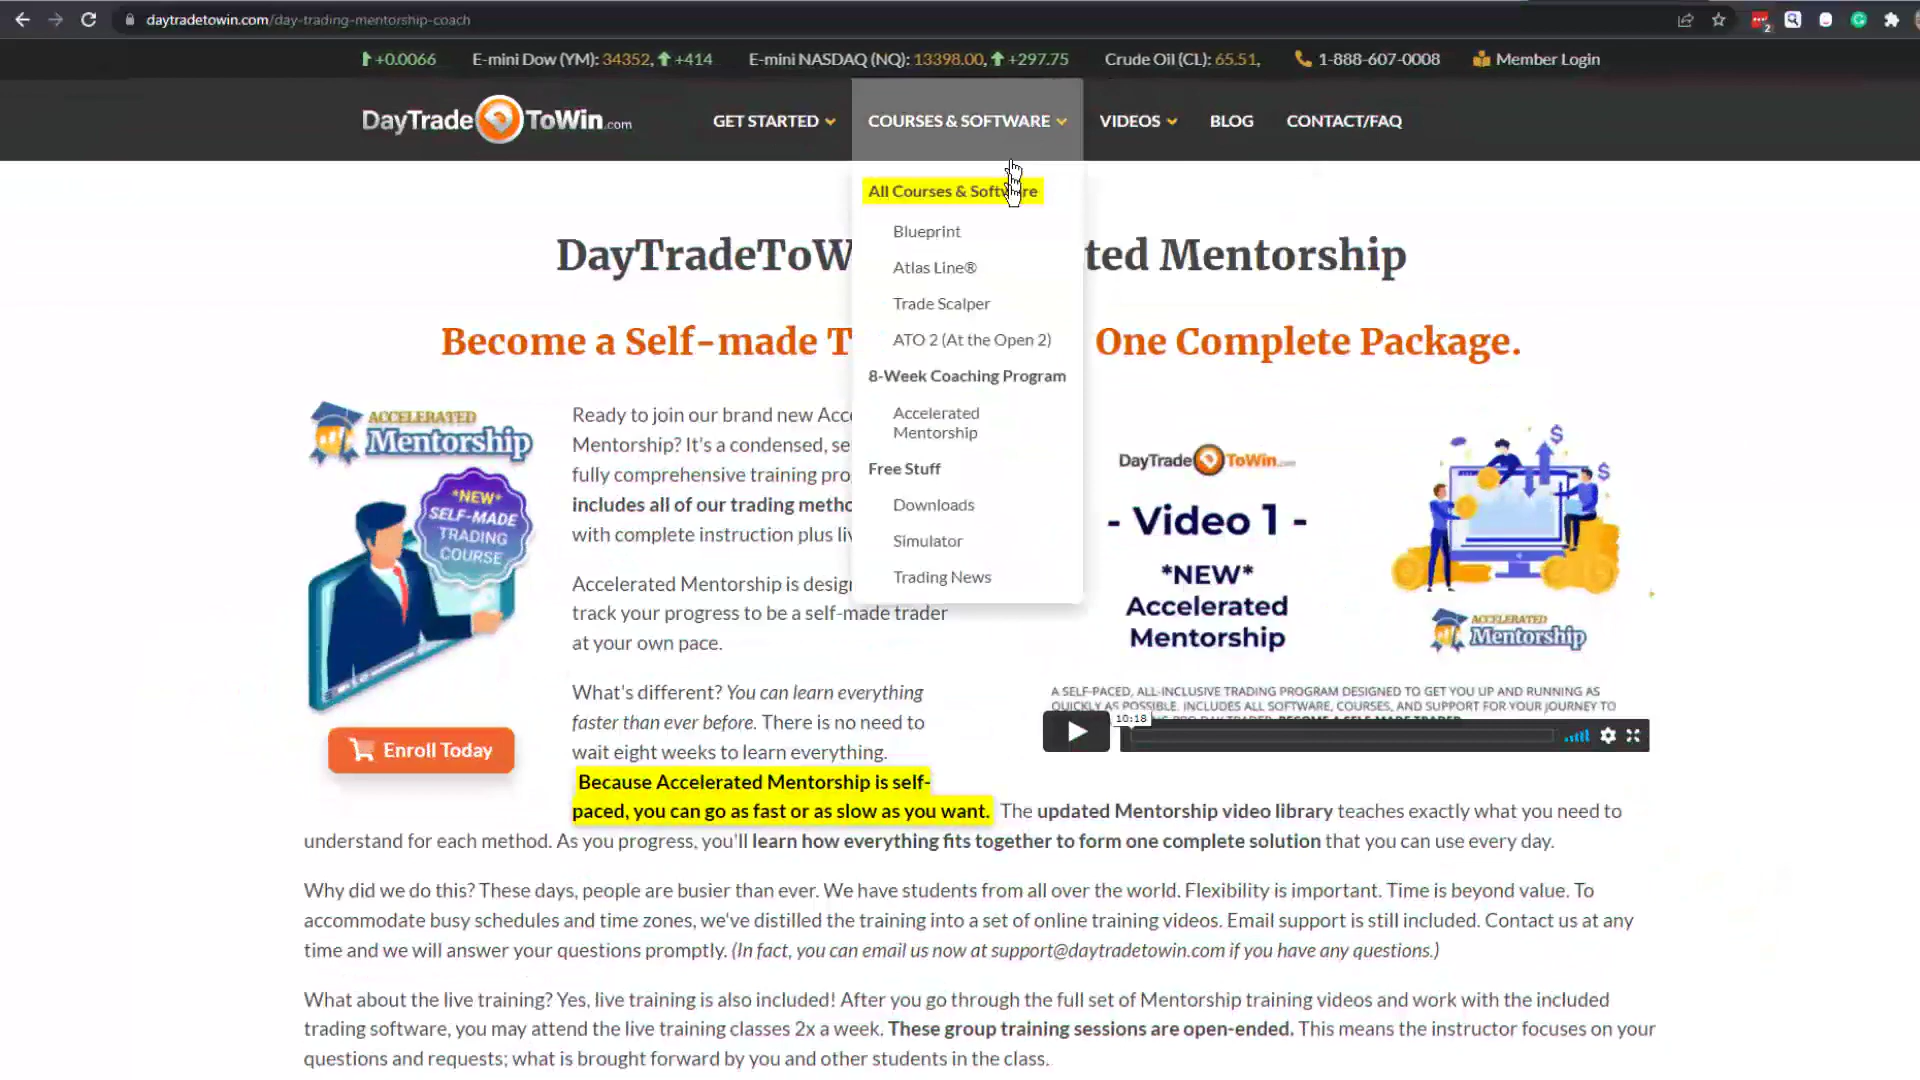 daytradetowin.com/day-trading-mentorship-coach
+0.0066 E-mini Dow (YM): 34352, +414 E-mini NASDAQ (NQ): 13398.00, +297.75 Crude Oil (CL): 65.51, 1-888-607-0008 Member Login
DayTrade ToWin.com GET STARTED COURSES & SOFTWARE VIDEOS BLOG CONTACT/FAQ
All Courses & Software
Blueprint
Atlas Line®
Trade Scalper
ATO 2 (At the Open 2)
8-Week Coaching Program
Accelerated
Mentorship
Free Stuff
Downloads
Simulator
Trading News
DayTradeToW ted Mentorship
Become a Self-made T One Complete Package.
ACCELERATED
Mentorship
*NEW*
SELF-MADE
TRADING
COURSE
Enroll Today
Ready to join our brand new Acc
Mentorship? It's a condensed, se
fully comprehensive training pro
includes all of our trading metho
with complete instruction plus liv
Accelerated Mentorship is design
track your progress to be a self-made trader
at your own pace.
What's different? You can learn everything
faster than ever before. There is no need to
wait eight weeks to learn everything.
Because Accelerated Mentorship is self-
paced, you can go as fast or as slow as you want. The updated Mentorship video library teaches exactly what you need to
understand for each method. As you progress, you'll learn how everything fits together to form one complete solution that you can use every day.
DayTrade ToWin.com
- Video 1 -
*NEW*
Accelerated
Mentorship
ACCELERATED
Mentorship
A SELF-PACED, ALL-INCLUSIVE TRADING PROGRAM DESIGNED TO GET YOU UP AND RUNNING AS
QUICKLY AS POSSIBLE. INCLUDES ALL SOFTWARE, COURSES, AND SUPPORT FOR YOUR JOURNEY TO
10:18
Why did we do this? These days, people are busier than ever. We have students from all over the world. Flexibility is important. Time is beyond value. To
accommodate busy schedules and time zones, we've distilled the training into a set of online training videos. Email support is still included. Contact us at any
time and we will answer your questions promptly. (In fact, you can email us now at support@daytradetowin.com if you have any questions.)
What about the live training? Yes, live training is also included! After you go through the full set of Mentorship training videos and work with the included
trading software, you may attend the live training classes 2x a week. These group training sessions are open-ended. This means the instructor focuses on your
questions and requests; what is brought forward by you and other students in the class.